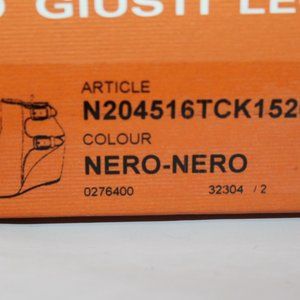 GIUSTI LE
ARTICLE
N204516TCK152
COLOUR
NERO-NERO
0276400 32304 / 2